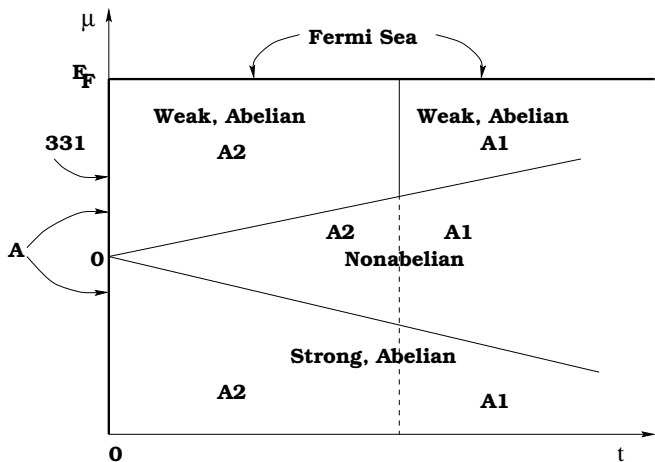 μ
Fermi Sea
E_F
Weak, Abelian
A2
Weak, Abelian
A1
331
A2
A1
A
0
Nonabelian
Strong, Abelian
A2
A1
0
t